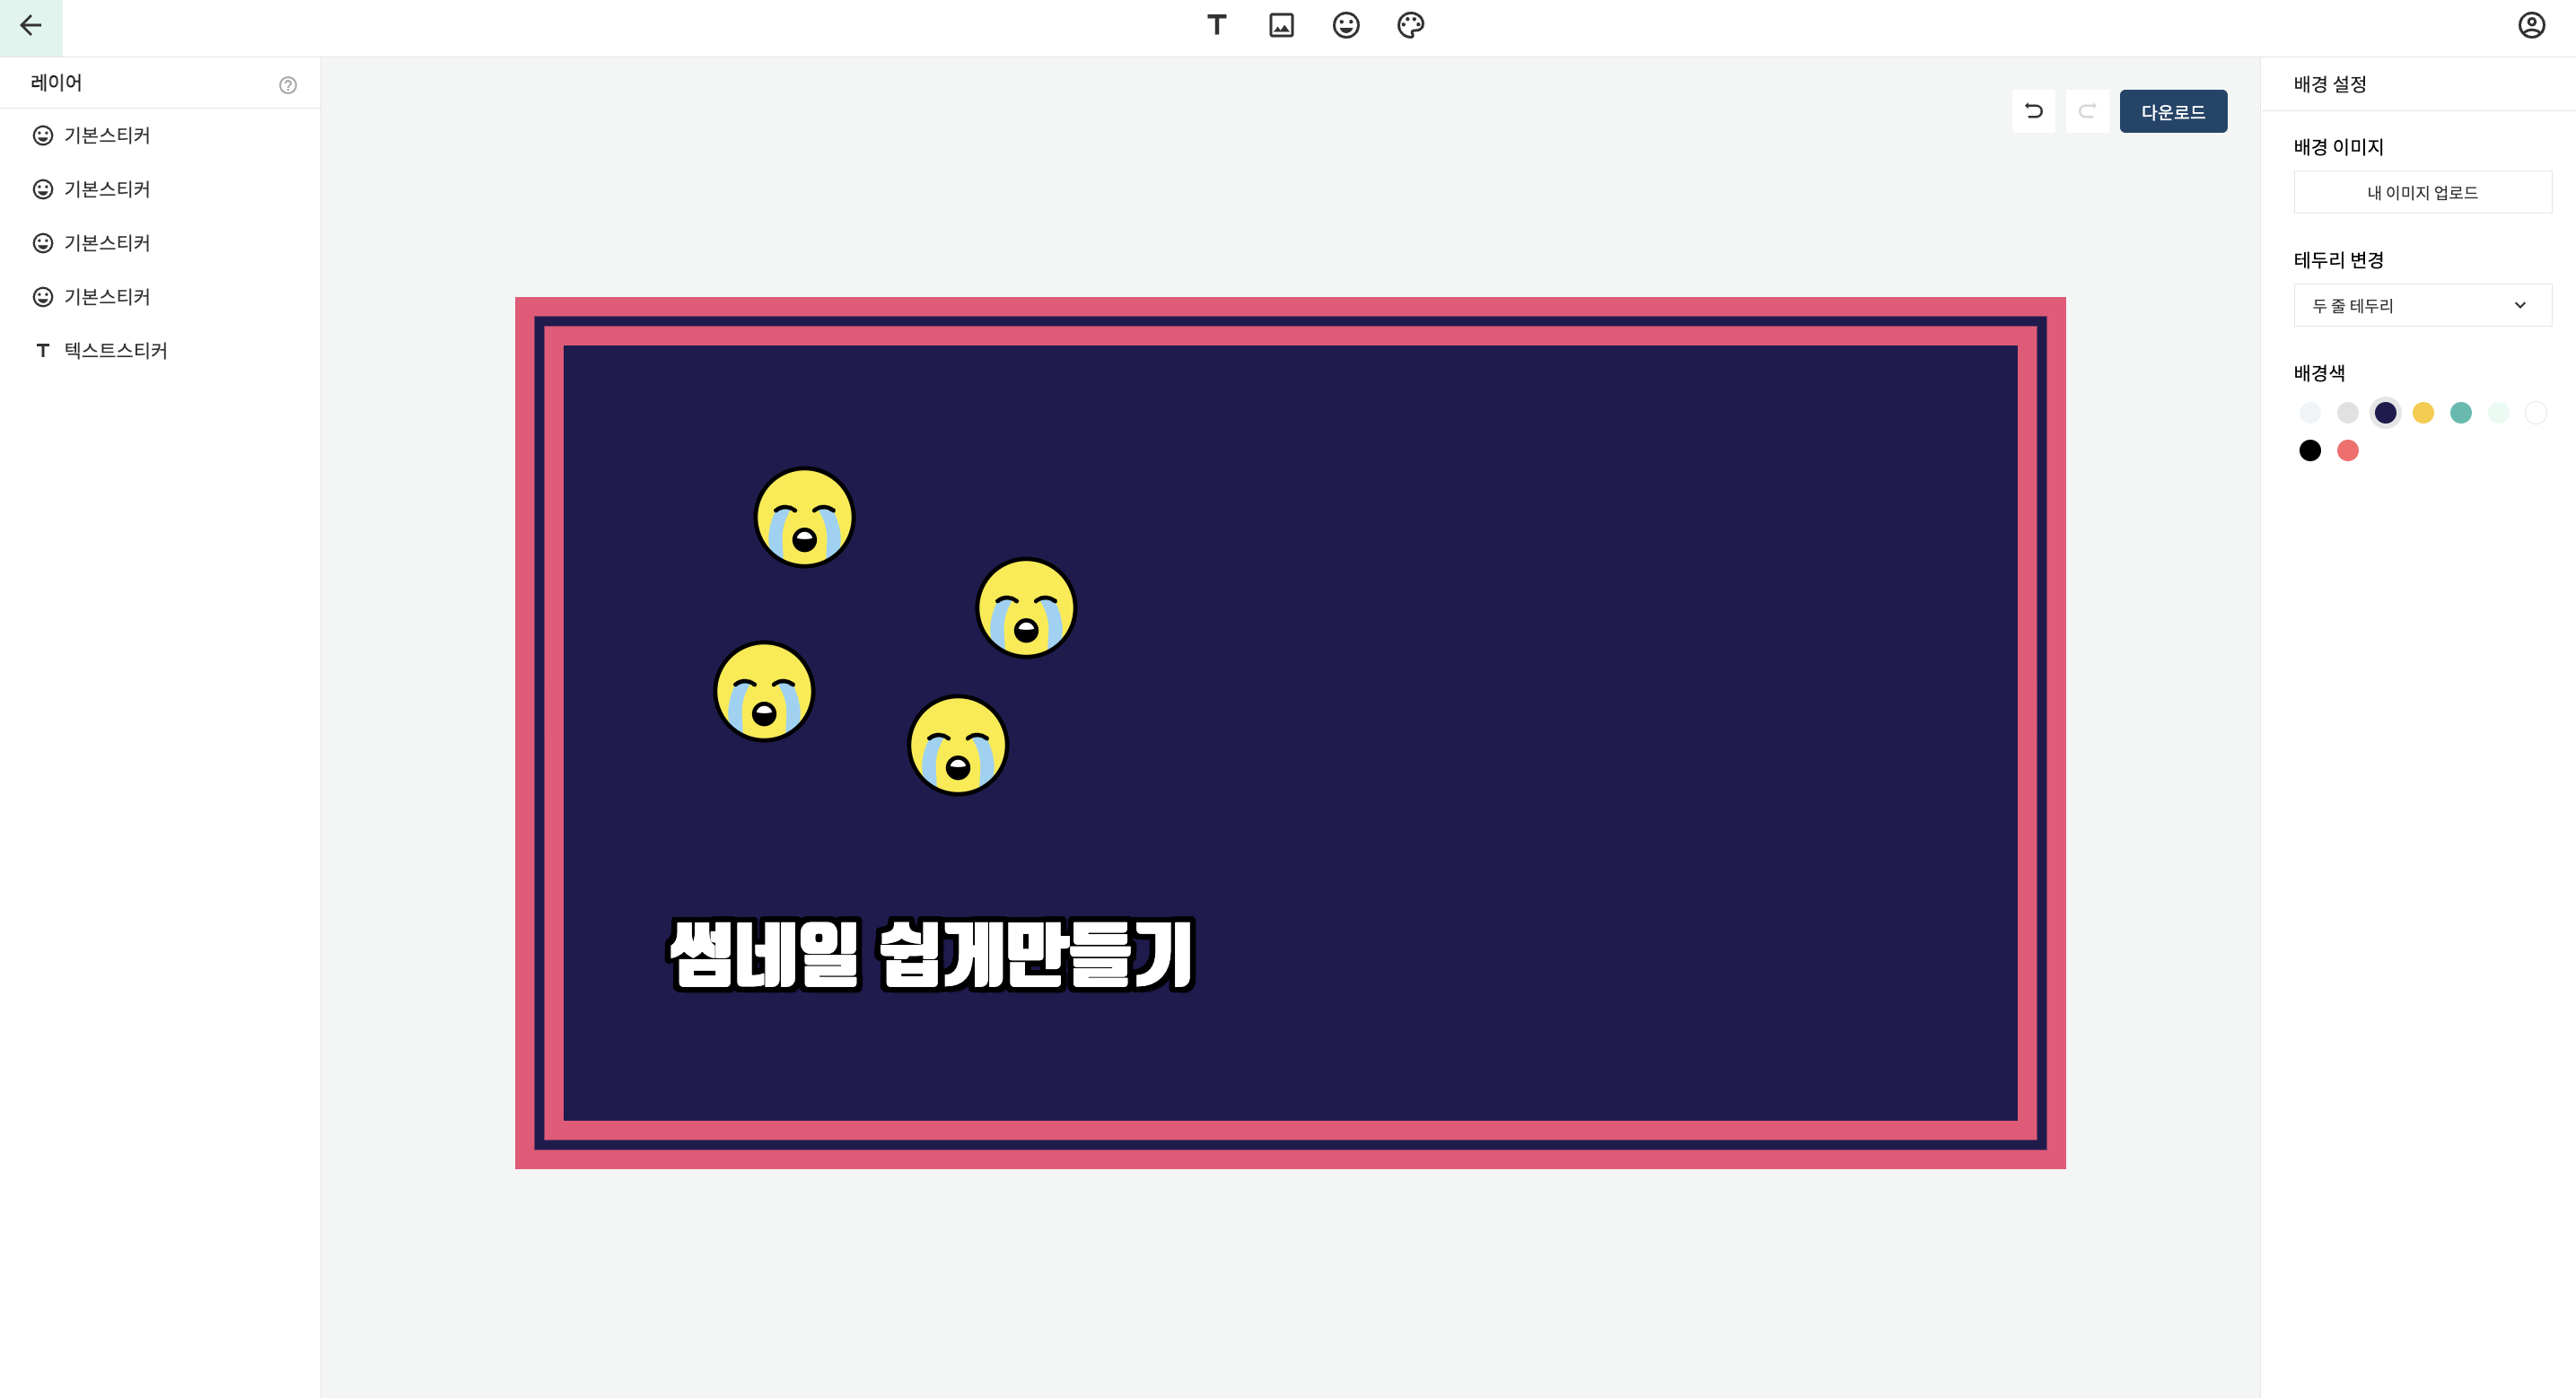 레이어
기본스티커
기본스티커
기본스티커
기본스티커
텍스트스티커
다운로드
썸네일 쉽게만들기
배경 설정
배경 이미지
내 이미지 업로드
테두리 변경
두 줄 테두리
배경색